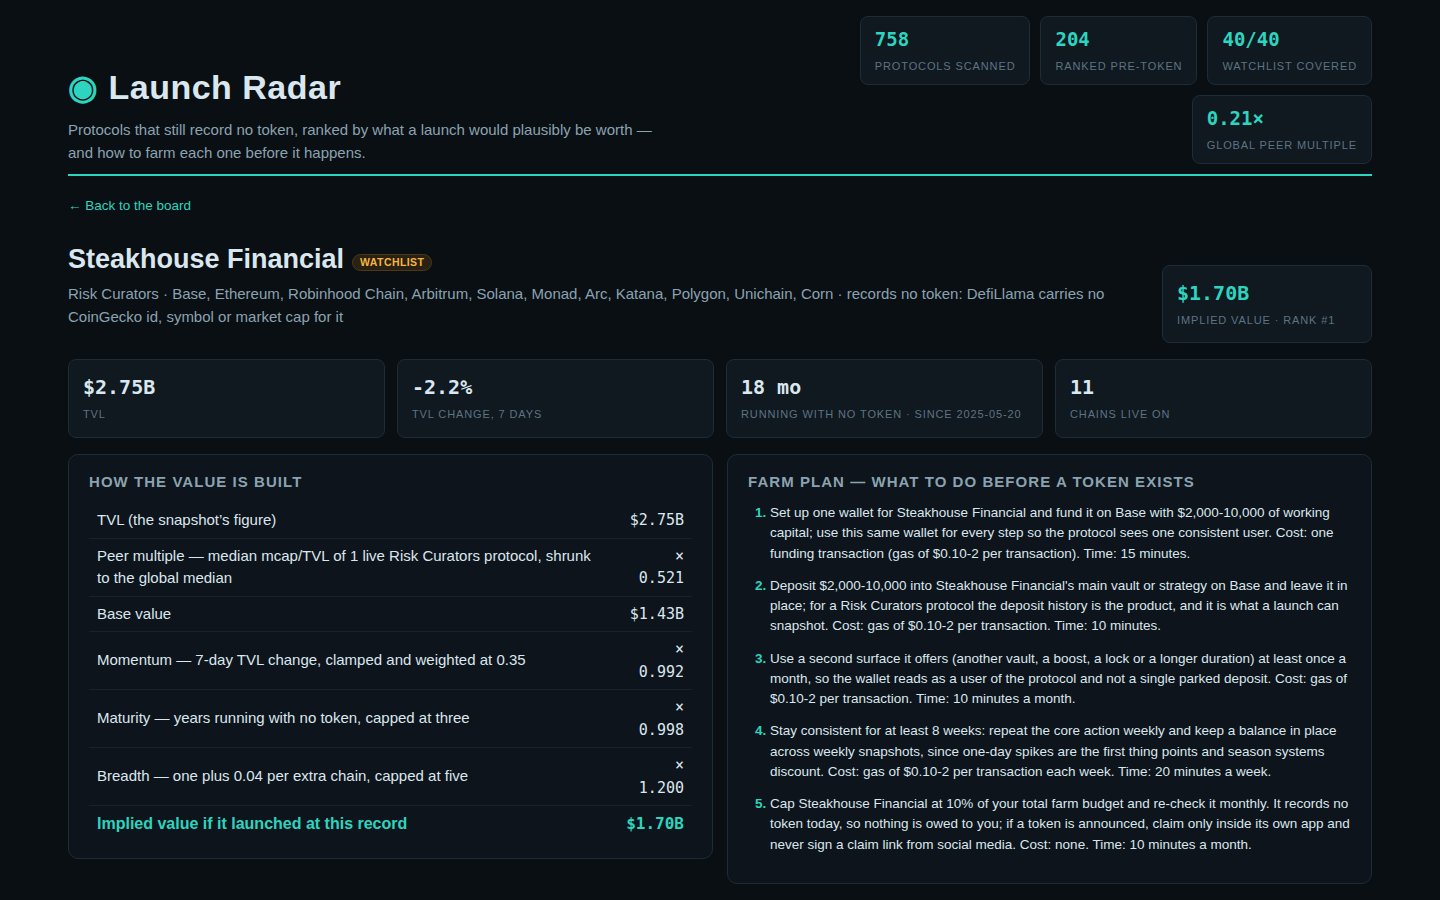 758
PROTOCOLS SCANNED
204
RANKED PRE-TOKEN
40/40
WATCHLIST COVERED
0.21×
GLOBAL PEER MULTIPLE
Launch Radar
Protocols that still record no token, ranked by what a launch would plausibly be worth —
and how to farm each one before it happens.
← Back to the board
Steakhouse Financial WATCHLIST
Risk Curators · Base, Ethereum, Robinhood Chain, Arbitrum, Solana, Monad, Arc, Katana, Polygon, Unichain, Corn · records no token: DefiLlama carries no
CoinGecko id, symbol or market cap for it
$1.70B
IMPLIED VALUE · RANK #1
$2.75B
TVL
-2.2%
TVL CHANGE, 7 DAYS
18 mo
RUNNING WITH NO TOKEN · SINCE 2025-05-20
11
CHAINS LIVE ON
HOW THE VALUE IS BUILT
TVL (the snapshot's figure) $2.75B
Peer multiple — median mcap/TVL of 1 live Risk Curators protocol, shrunk ×
to the global median 0.521
Base value $1.43B
Momentum — 7-day TVL change, clamped and weighted at 0.35 ×
0.992
Maturity — years running with no token, capped at three ×
0.998
Breadth — one plus 0.04 per extra chain, capped at five ×
1.200
Implied value if it launched at this record $1.70B
FARM PLAN — WHAT TO DO BEFORE A TOKEN EXISTS
1. Set up one wallet for Steakhouse Financial and fund it on Base with $2,000-10,000 of working
capital; use this same wallet for every step so the protocol sees one consistent user. Cost: one
funding transaction (gas of $0.10-2 per transaction). Time: 15 minutes.
2. Deposit $2,000-10,000 into Steakhouse Financial's main vault or strategy on Base and leave it in
place; for a Risk Curators protocol the deposit history is the product, and it is what a launch can
snapshot. Cost: gas of $0.10-2 per transaction. Time: 10 minutes.
3. Use a second surface it offers (another vault, a boost, a lock or a longer duration) at least once a
month, so the wallet reads as a user of the protocol and not a single parked deposit. Cost: gas of
$0.10-2 per transaction. Time: 10 minutes a month.
4. Stay consistent for at least 8 weeks: repeat the core action weekly and keep a balance in place
across weekly snapshots, since one-day spikes are the first thing points and season systems
discount. Cost: gas of $0.10-2 per transaction each week. Time: 20 minutes a week.
5. Cap Steakhouse Financial at 10% of your total farm budget and re-check it monthly. It records no
token today, so nothing is owed to you; if a token is announced, claim only inside its own app and
never sign a claim link from social media. Cost: none. Time: 10 minutes a month.